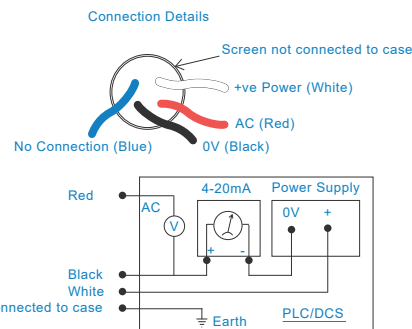 Connection Details
Screen not connected to case
+ve Power (White)
AC (Red)
No Connection (Blue)
0V (Black)
Red
AC
V
4-20mA
Power Supply
0V
+
+
-
Black
White
connected to case
Earth
PLC/DCS